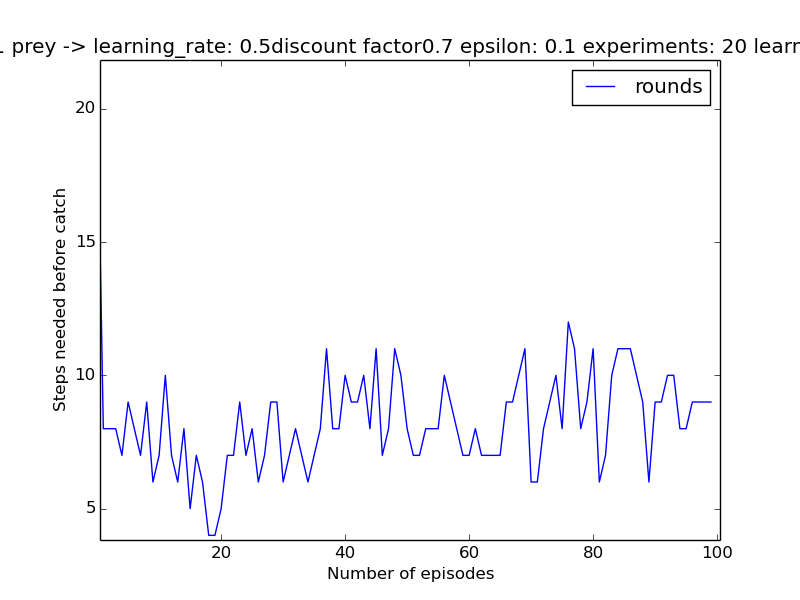 prey -> learning_rate: 0.5discount factor0.7 epsilon: 0.1 experiments: 20 learn
rounds
20
15
10
5
Steps needed before catch
20
40
60
80
100
Number of episodes